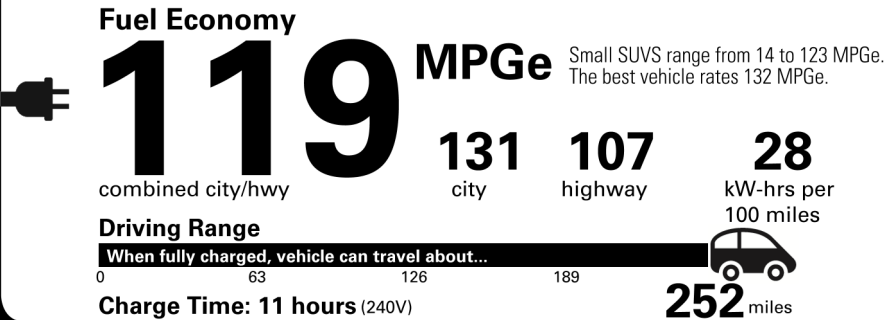 Fuel Economy
119 MPGe
Small SUVS range from 14 to 123 MPGe.
The best vehicle rates 132 MPGe.
combined city/hwy
131
city
107
highway
28
kW-hrs per
100 miles
Driving Range
When fully charged, vehicle can travel about...
0 63 126 189
252 miles
Charge Time: 11 hours (240V)